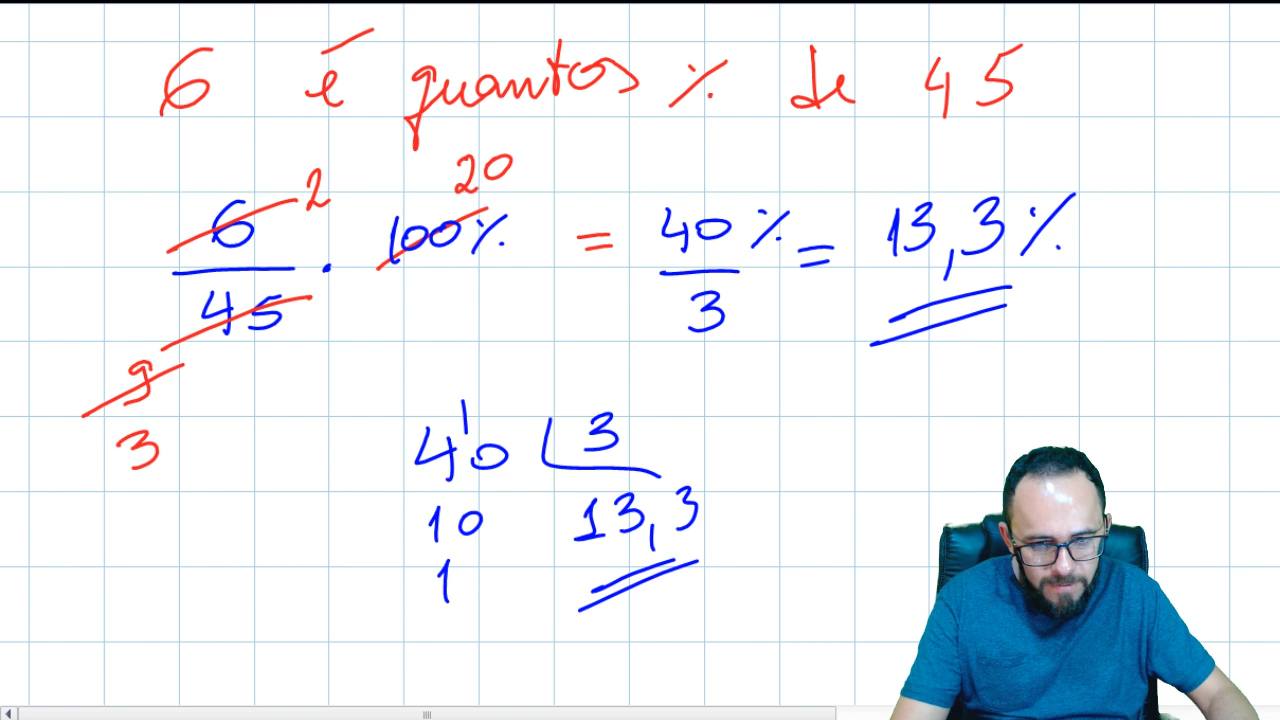 6 é quantos % de 45
6 2 / 45 9 3 . 100% 20 = 40% / 3 = 13,3%
40 3
10 13,3
1